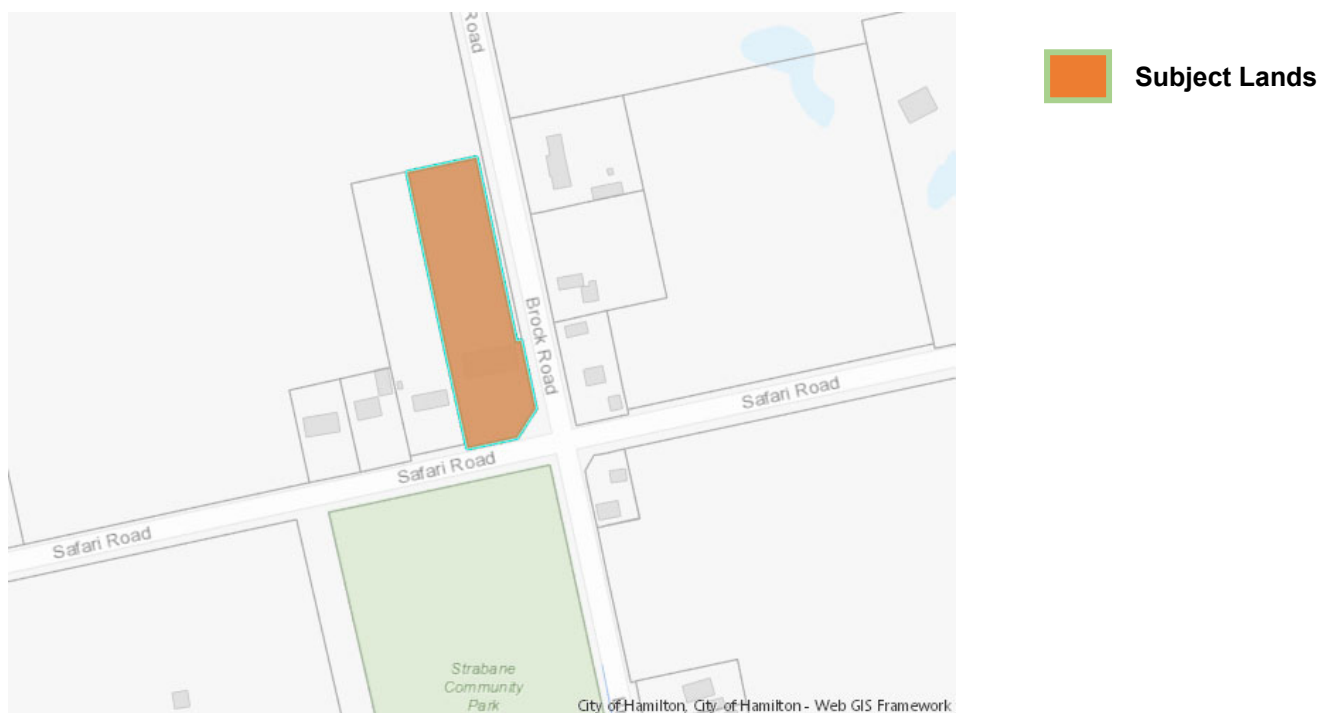 Road
Subject Lands
Brock Road
Safari Road
Safari Road
Safari Road
Strabane
Community
Park
City of Hamilton, City of Hamilton - Web GIS Framework